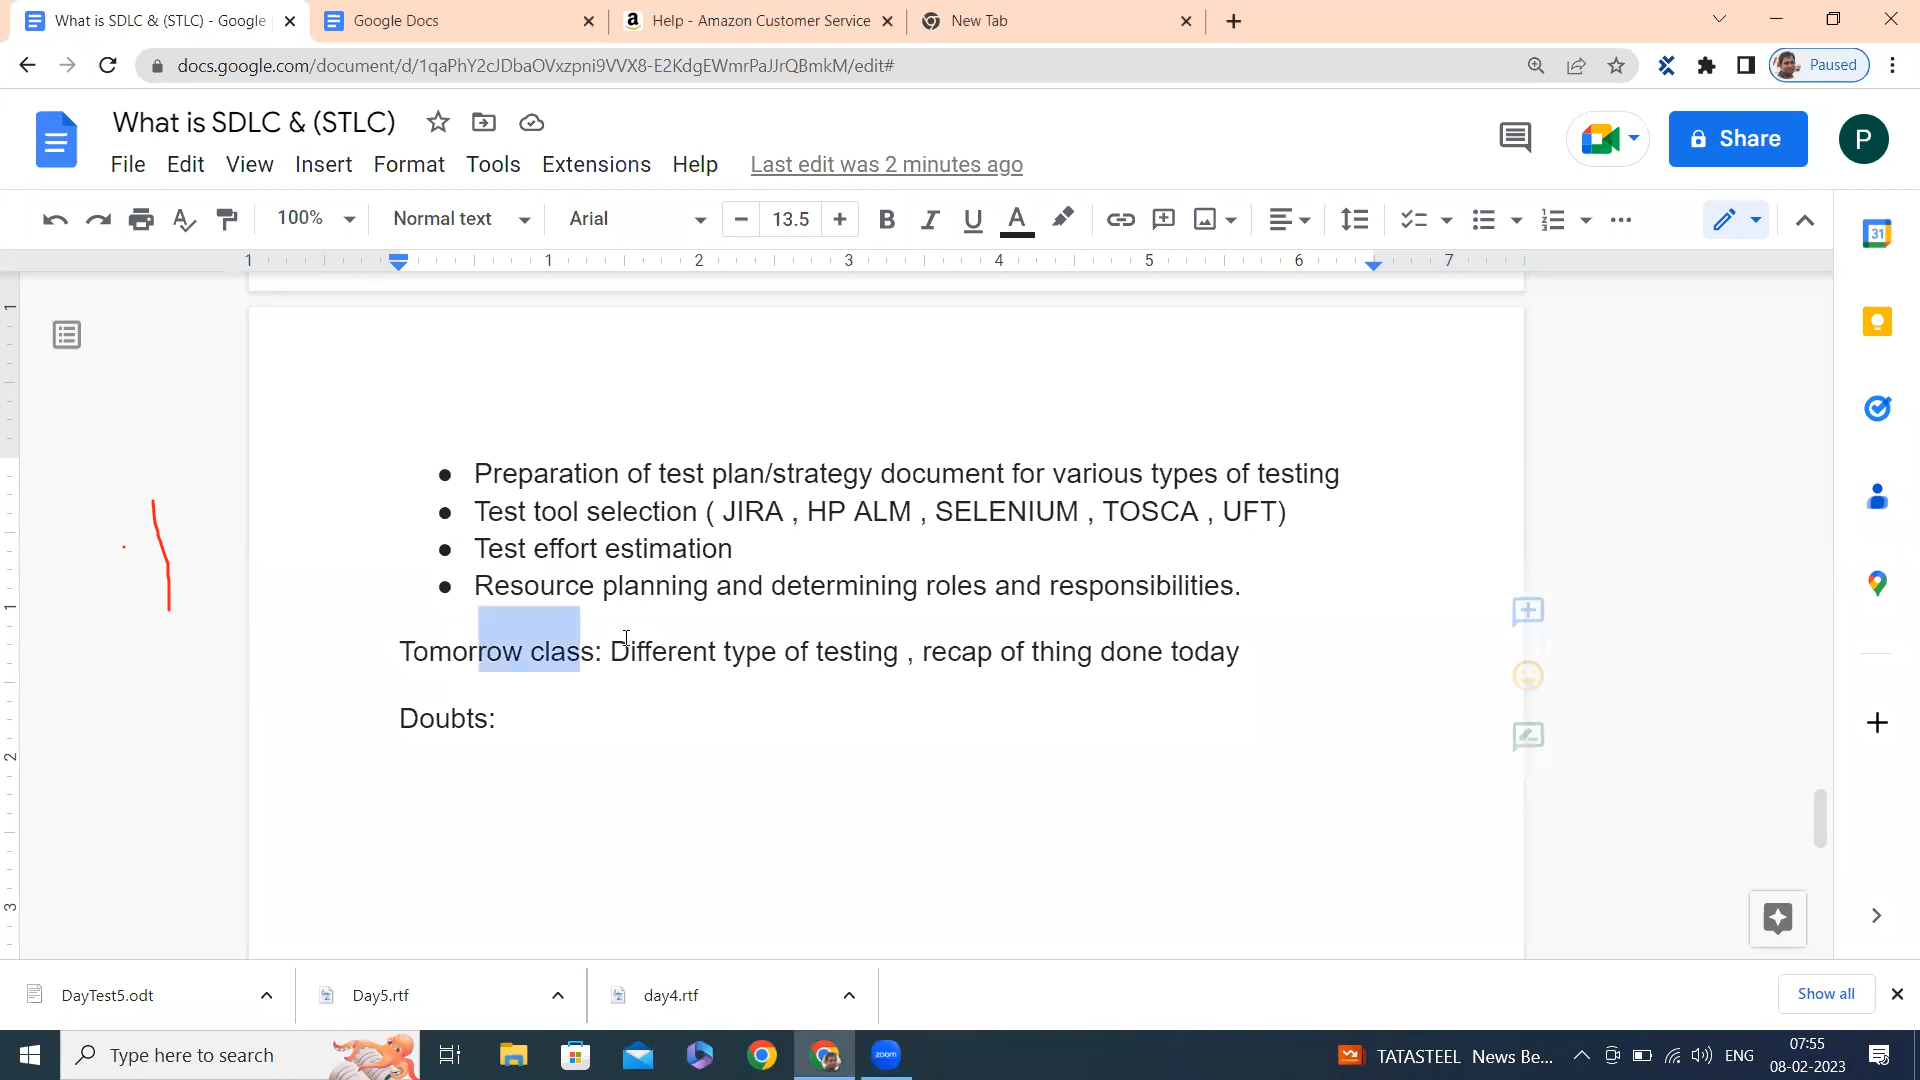 What is SDLC & (STLC) - Google
Google Docs
Help - Amazon Customer Service
New Tab
docs.google.com/document/d/1qaPhY2cJDbaOVxzpni9VVX8-E2KdgEWmrPaJJrQBmkM/edit#
Paused
What is SDLC & (STLC)
Share
P
File Edit View Insert Format Tools Extensions Help Last edit was 2 minutes ago
100% Normal text Arial 13.5 B I U A
1 1 2 3 4 5 6 7
31
1
1
2
3
● Preparation of test plan/strategy document for various types of testing
● Test tool selection ( JIRA , HP ALM , SELENIUM , TOSCA , UFT)
● Test effort estimation
● Resource planning and determining roles and responsibilities.
Tomorrow class: Different type of testing , recap of thing done today
Doubts:
DayTest5.odt
Day5.rtf
day4.rtf
Show all
Type here to search
zoom
TATASTEEL News Be...
ENG
07:55
08-02-2023